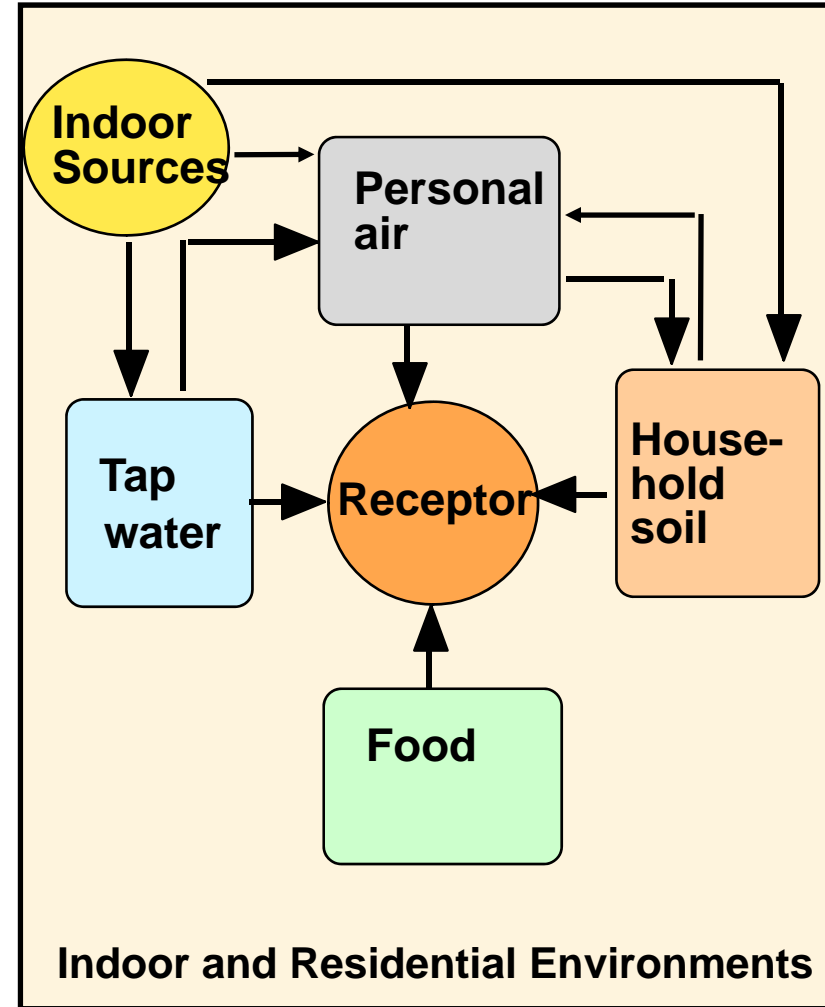 Indoor
Sources
Personal
air
Tap
water
Receptor
House-
hold
soil
Food
Indoor and Residential Environments